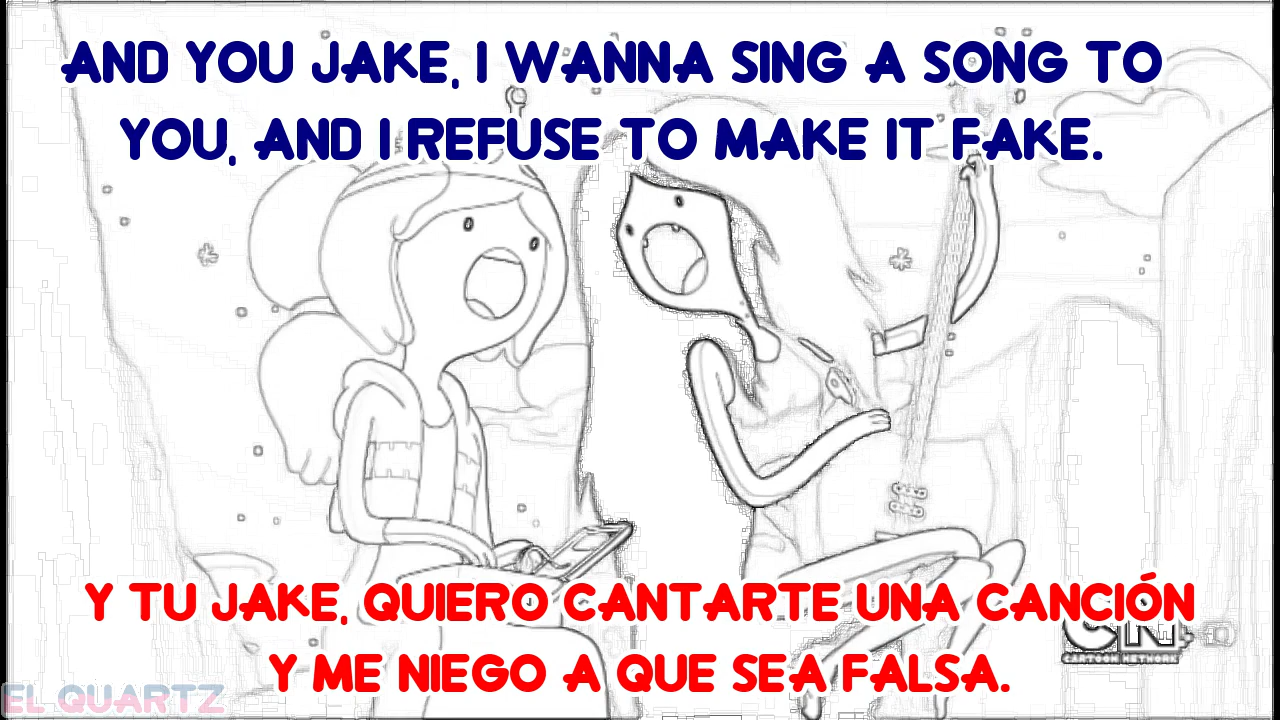 AND YOU JAKE, I WANNA SING A SONG TO
YOU, AND I REFUSE TO MAKE IT FAKE.
Y TU JAKE, QUIERO CANTARTE UNA CANCIÓN
Y ME NIEGO A QUE SEA FALSA.
CN
CARTOON NETWORK
EL QUARTZ